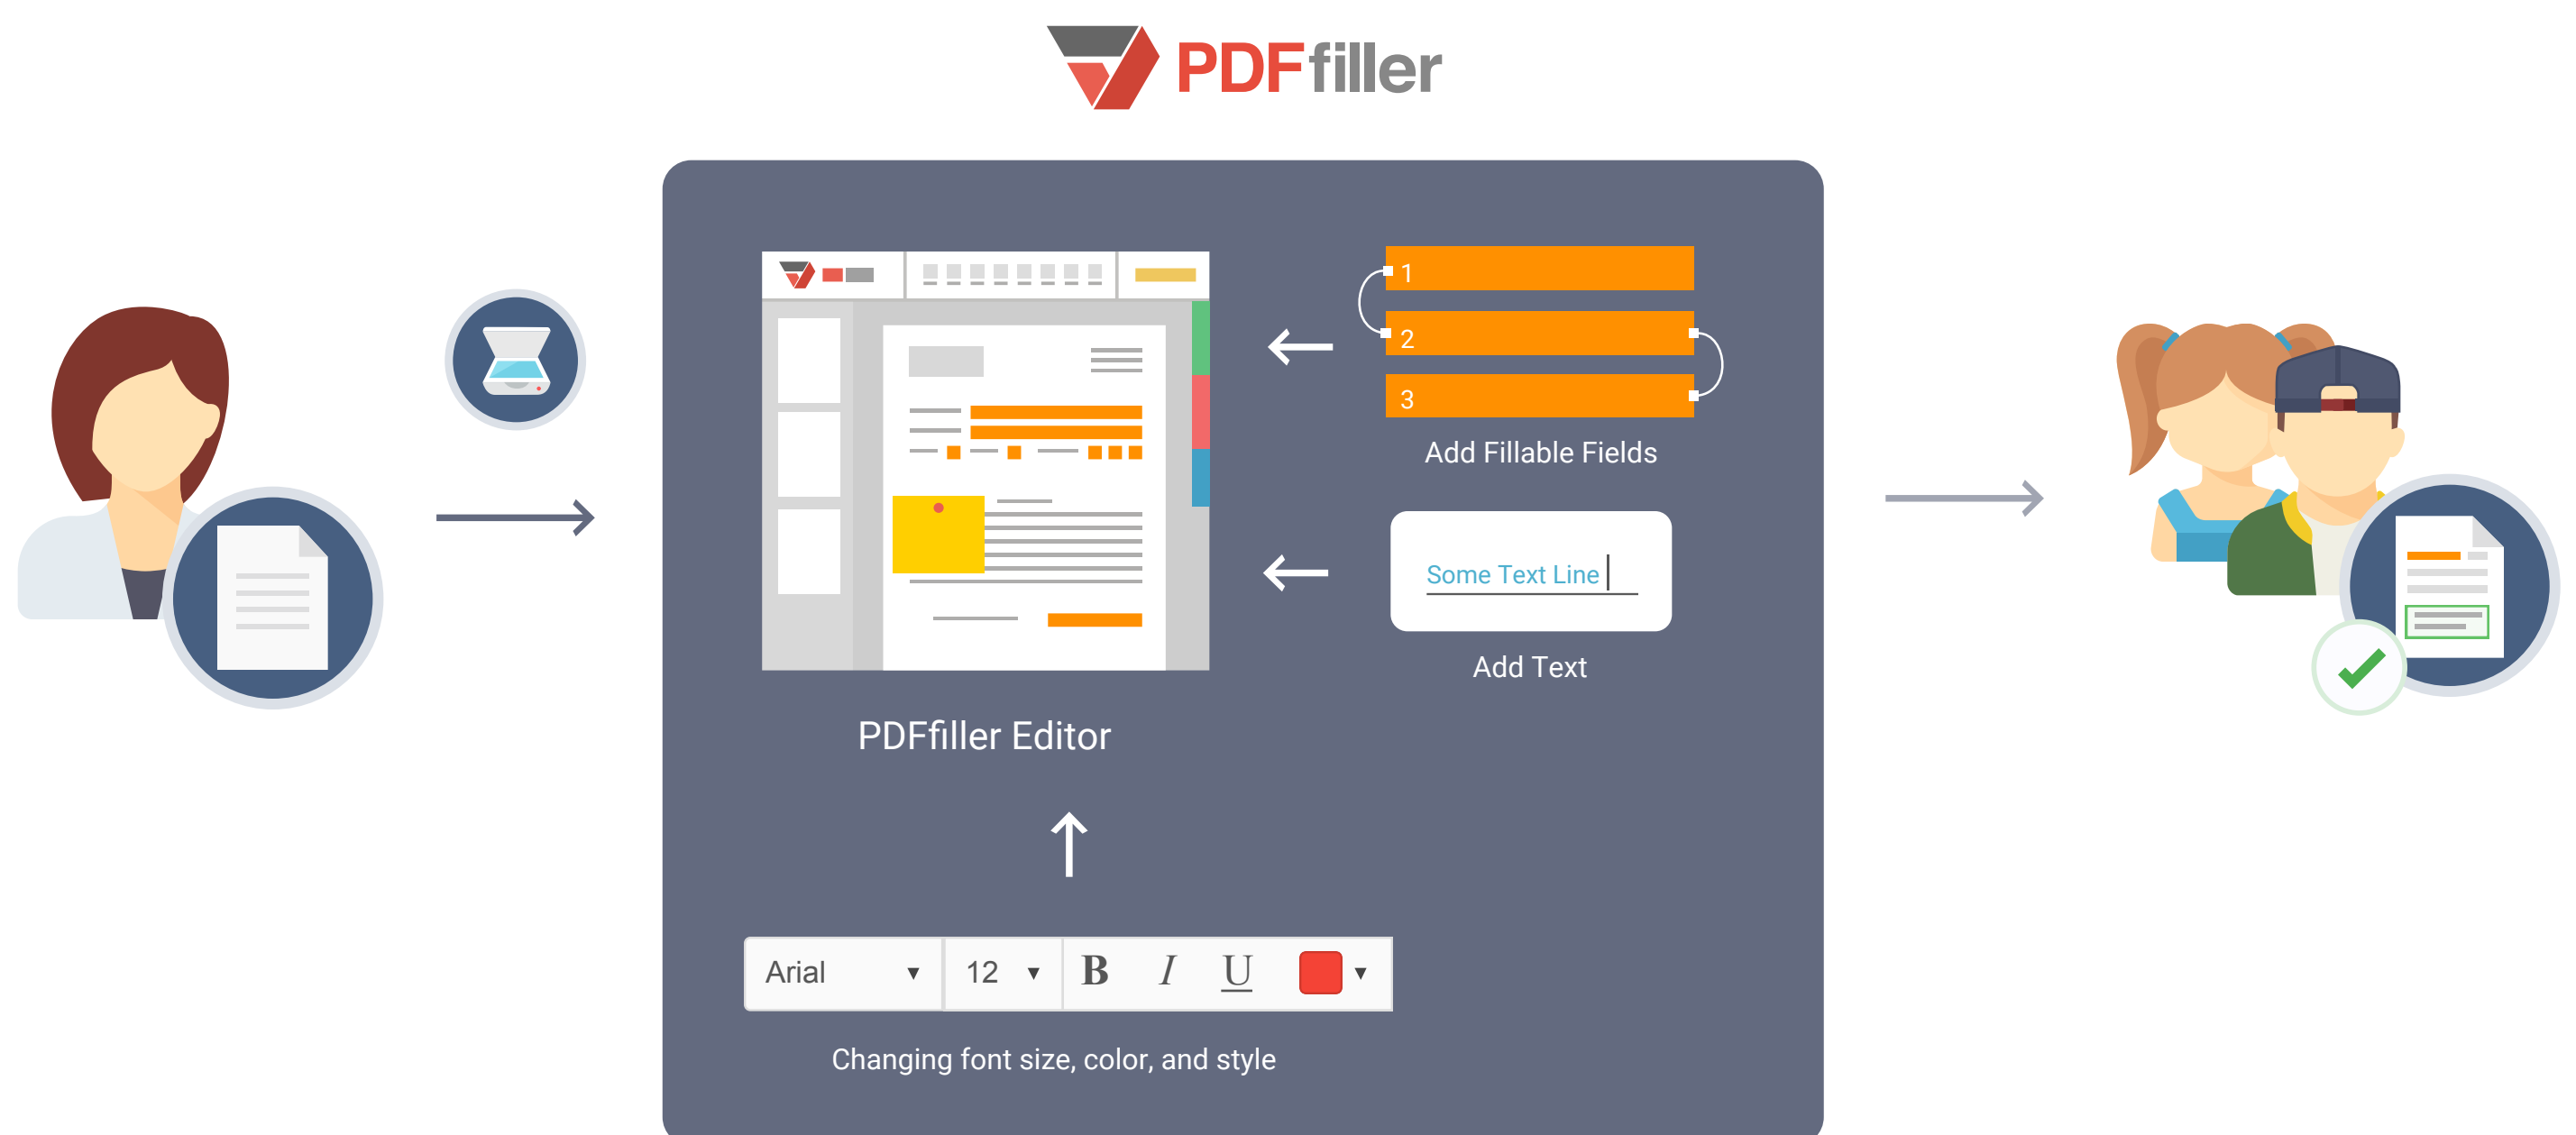 PDFfiller
1
2
3
Add Fillable Fields
Some Text Line
Add Text
PDFfiller Editor
Arial 12 B I U
Changing font size, color, and style